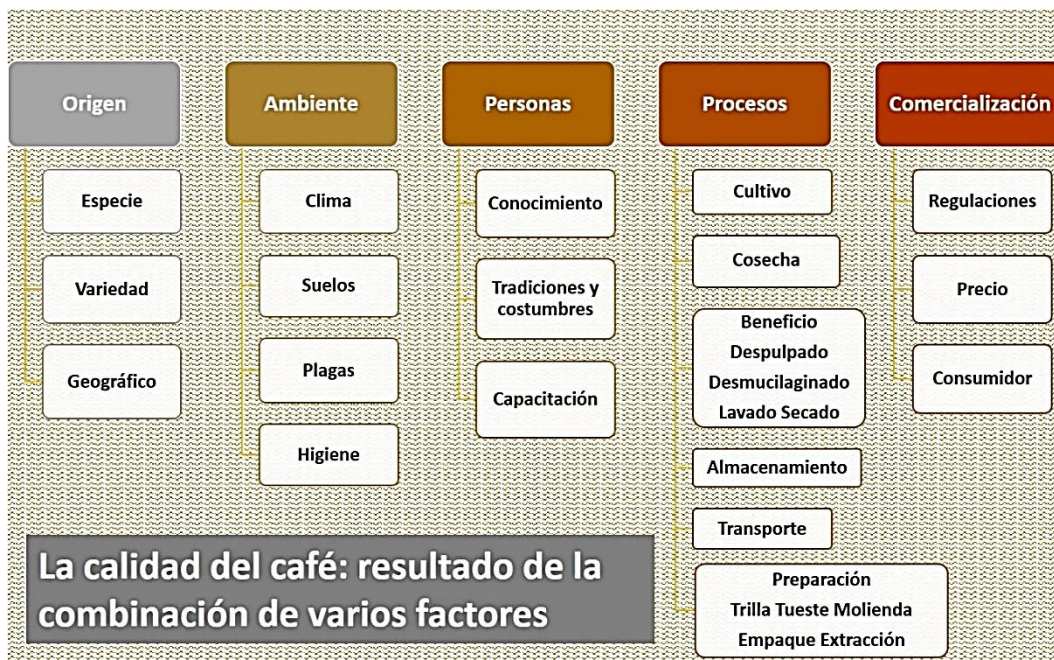 Origen
Especie
Variedad
Geográfico
Ambiente
Clima
Suelos
Plagas
Higiene
Personas
Conocimiento
Tradiciones y
costumbres
Capacitación
Procesos
Cultivo
Cosecha
Beneficio
Despulpado
Desmucilaginado
Lavado Secado
Almacenamiento
Transporte
Preparación
Trilla Tueste Molienda
Empaque Extracción
Comercialización
Regulaciones
Precio
Consumidor
La calidad del café: resultado de la
combinación de varios factores